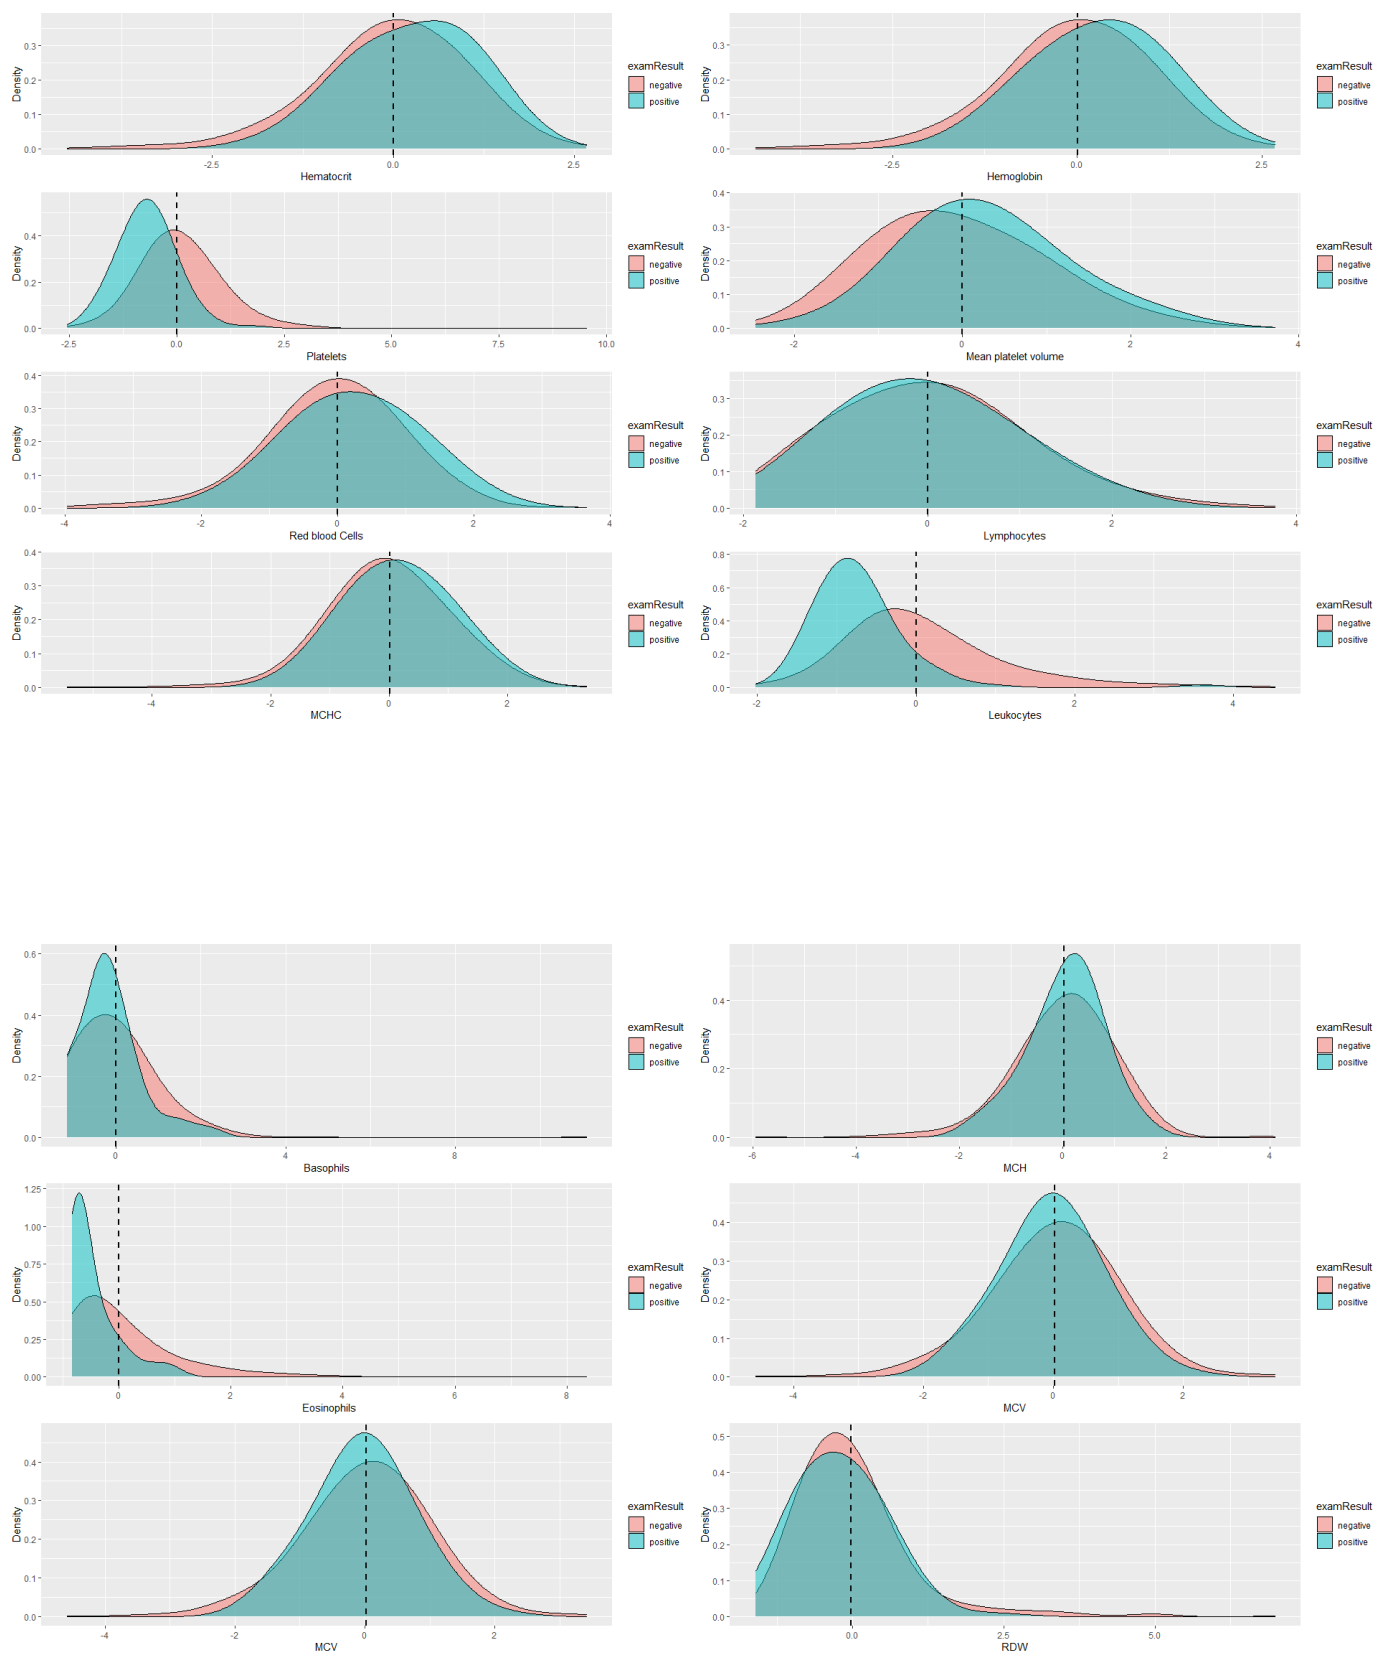 examResult
negative
positive
Density
0.3
0.2
0.1
0.0
-2.5
0.0
2.5
Hematocrit
examResult
negative
positive
Density
0.3
0.2
0.1
0.0
-2.5
0.0
2.5
Hemoglobin
examResult
negative
positive
Density
0.4
0.2
0.0
-2.5
0.0
2.5
5.0
7.5
10.0
Platelets
examResult
negative
positive
Density
0.4
0.3
0.2
0.1
0.0
-2
0
2
4
Mean platelet volume
examResult
negative
positive
Density
0.4
0.3
0.2
0.1
0.0
-4
-2
0
2
4
Red blood Cells
examResult
negative
positive
Density
0.3
0.2
0.1
0.0
-2
0
2
4
Lymphocytes
examResult
negative
positive
Density
0.4
0.3
0.2
0.1
0.0
-4
-2
0
2
MCHC
examResult
negative
positive
Density
0.8
0.6
0.4
0.2
0.0
-2
0
2
4
Leukocytes
examResult
negative
positive
Density
0.6
0.4
0.2
0.0
0
4
8
Basophils
examResult
negative
positive
Density
0.4
0.2
0.0
-6
-4
-2
0
2
4
MCH
examResult
negative
positive
Density
1.25
1.00
0.75
0.50
0.25
0.00
0
2
4
6
8
Eosinophils
examResult
negative
positive
Density
0.4
0.3
0.2
0.1
0.0
-4
-2
0
2
MCV
examResult
negative
positive
Density
0.4
0.3
0.2
0.1
0.0
-4
-2
0
2
MCV
examResult
negative
positive
Density
0.5
0.4
0.3
0.2
0.1
0.0
0.0
2.5
5.0
RDW